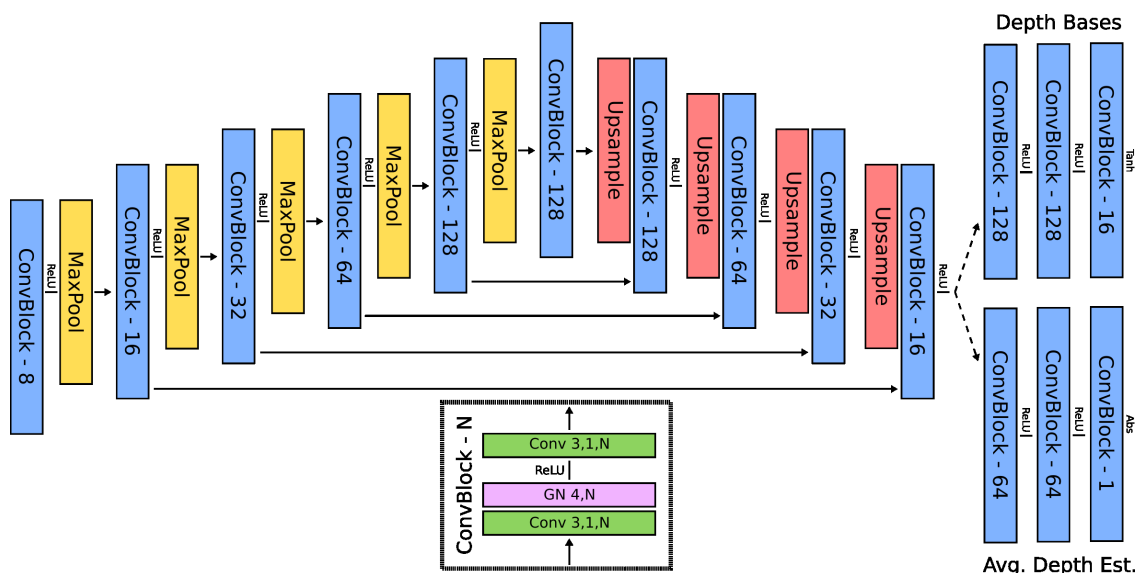 Depth Bases
ConvBlock - 8
ReLU
MaxPool
ConvBlock - 16
ReLU
MaxPool
ConvBlock - 32
ReLU
MaxPool
ConvBlock - 64
ReLU
MaxPool
ConvBlock - 128
ReLU
MaxPool
ConvBlock - 128
Upsample
ConvBlock - 128
ReLU
Upsample
ConvBlock - 64
ReLU
Upsample
ConvBlock - 32
ReLU
Upsample
ConvBlock - 16
ReLU
ConvBlock - 128
ReLU
ConvBlock - 128
ReLU
ConvBlock - 16
Tanh
ConvBlock - 64
ReLU
ConvBlock - 64
ReLU
ConvBlock - 1
Abs
Avg. Depth Est.
ConvBlock - N
Conv 3,1,N
ReLU
GN 4,N
Conv 3,1,N